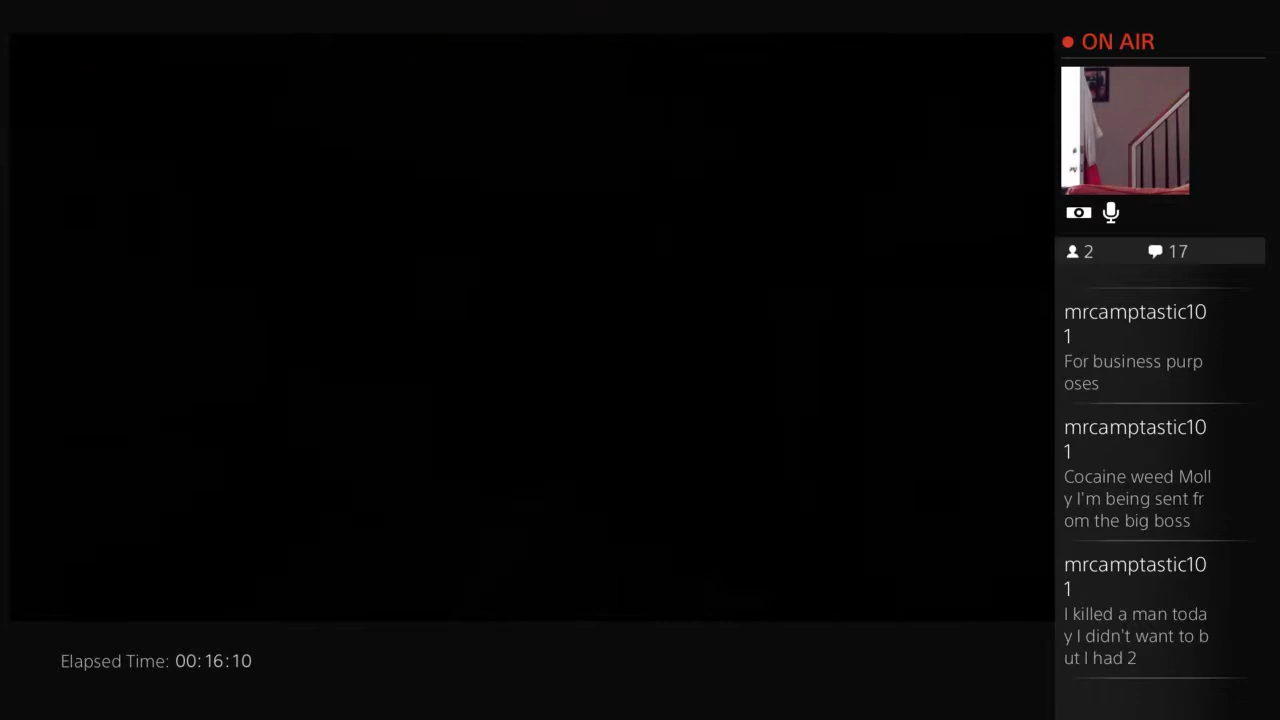 ON AIR
2 17
mrcamptastic10
1
For business purp
oses
mrcamptastic10
1
Cocaine weed Moll
y I'm being sent fr
om the big boss
mrcamptastic10
1
I killed a man toda
y I didn't want to b
ut I had 2
Elapsed Time: 00:16:10